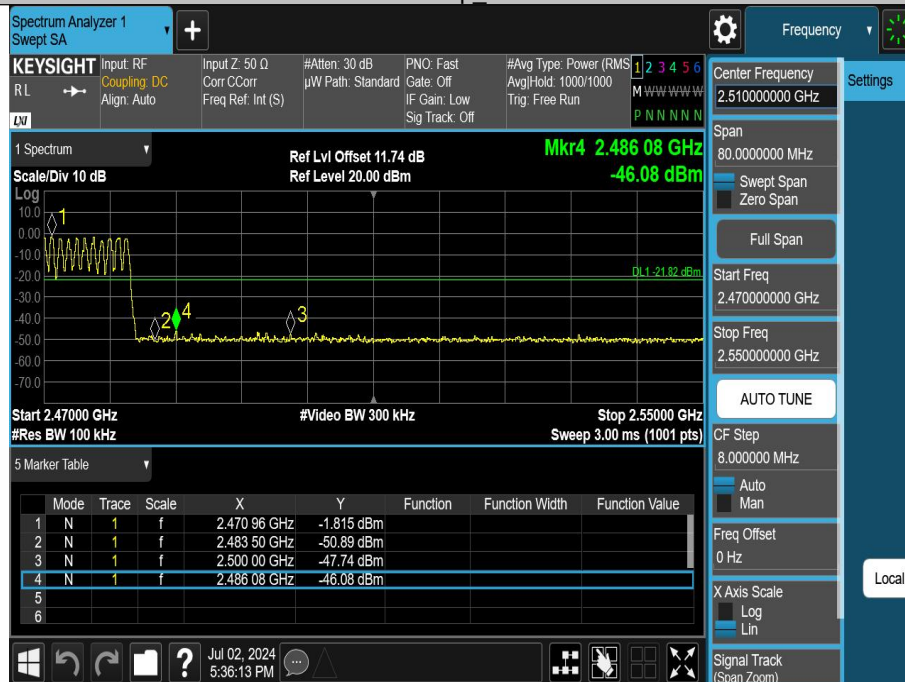 Spectrum Analyzer 1
Swept SA
+
Frequency
KEYSIGHT
RL
LXI
Input: RF
Coupling: DC
Align: Auto
Input Z: 50 Ω
Corr CCorr
Freq Ref: Int (S)
#Atten: 30 dB
µW Path: Standard
PNO: Fast
Gate: Off
IF Gain: Low
Sig Track: Off
#Avg Type: Power (RMS
Avg|Hold: 1000/1000
Trig: Free Run
1 2 3 4 5 6
M W W W W W
P N N N N N
1 Spectrum
Scale/Div 10 dB
Ref Lvl Offset 11.74 dB
Ref Level 20.00 dBm
Mkr4 2.486 08 GHz
-46.08 dBm
Log
10.0
0.00
-10.0
-20.0
-30.0
-40.0
-50.0
-60.0
-70.0
1
2
4
3
DL1 -21.82 dBm
Start 2.47000 GHz
#Video BW 300 kHz
Stop 2.55000 GHz
#Res BW 100 kHz
Sweep 3.00 ms (1001 pts)
5 Marker Table
Mode Trace Scale X Y Function Function Width Function Value
1 N 1 f 2.470 96 GHz -1.815 dBm
2 N 1 f 2.483 50 GHz -50.89 dBm
3 N 1 f 2.500 00 GHz -47.74 dBm
4 N 1 f 2.486 08 GHz -46.08 dBm
5
6
?
Jul 02, 2024
5:36:13 PM
Center Frequency
2.510000000 GHz
Settings
Span
80.0000000 MHz
Swept Span
Zero Span
Full Span
Start Freq
2.470000000 GHz
Stop Freq
2.550000000 GHz
AUTO TUNE
CF Step
8.000000 MHz
Auto
Man
Freq Offset
0 Hz
X Axis Scale
Log
Lin
Local
Signal Track
(Span Zoom)